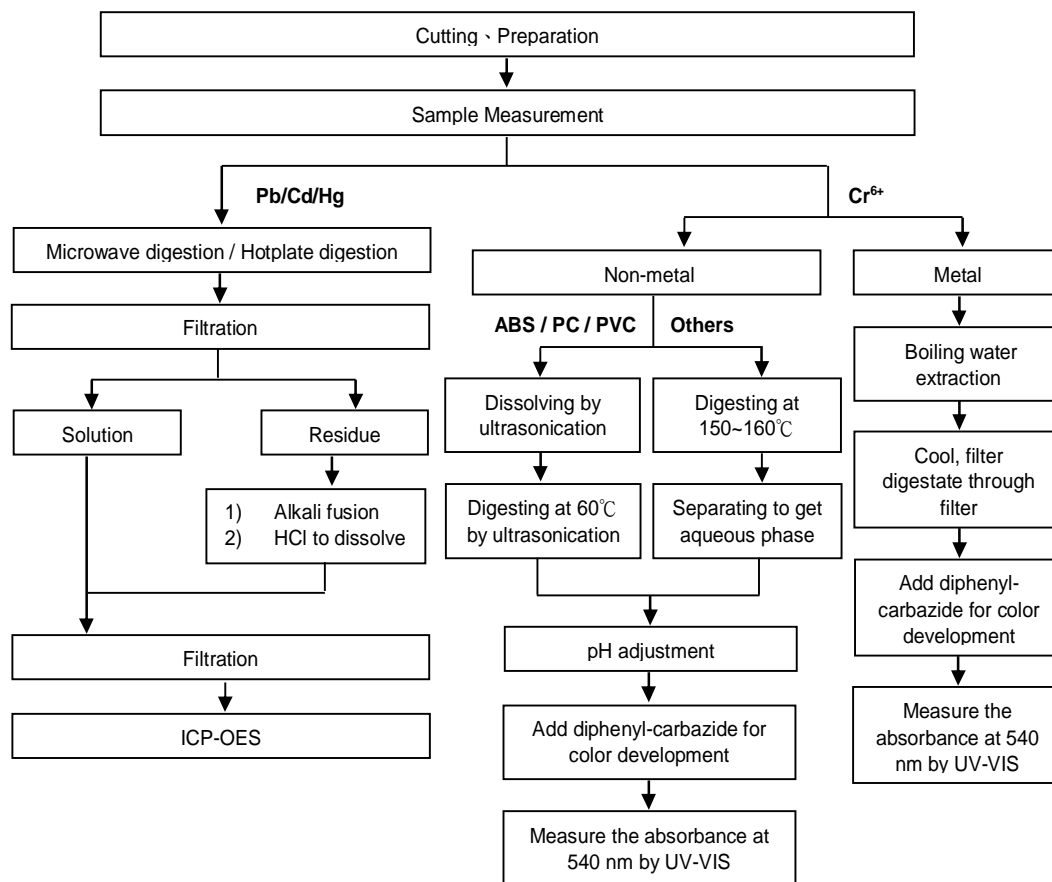 Cutting、Preparation
Sample Measurement
Pb/Cd/Hg
Cr⁶⁺
Microwave digestion / Hotplate digestion
Non-metal
Metal
Filtration
ABS / PC / PVC
Others
Boiling water
extraction
Solution
Residue
Dissolving by
ultrasonication
Digesting at
150~160℃
Cool, filter
digestate through
filter
1) Alkali fusion
2) HCl to dissolve
Digesting at 60℃
by ultrasonication
Separating to get
aqueous phase
Add diphenyl-
carbazide for color
development
Filtration
pH adjustment
ICP-OES
Add diphenyl-carbazide for
color development
Measure the
absorbance at 540
nm by UV-VIS
Measure the absorbance at
540 nm by UV-VIS